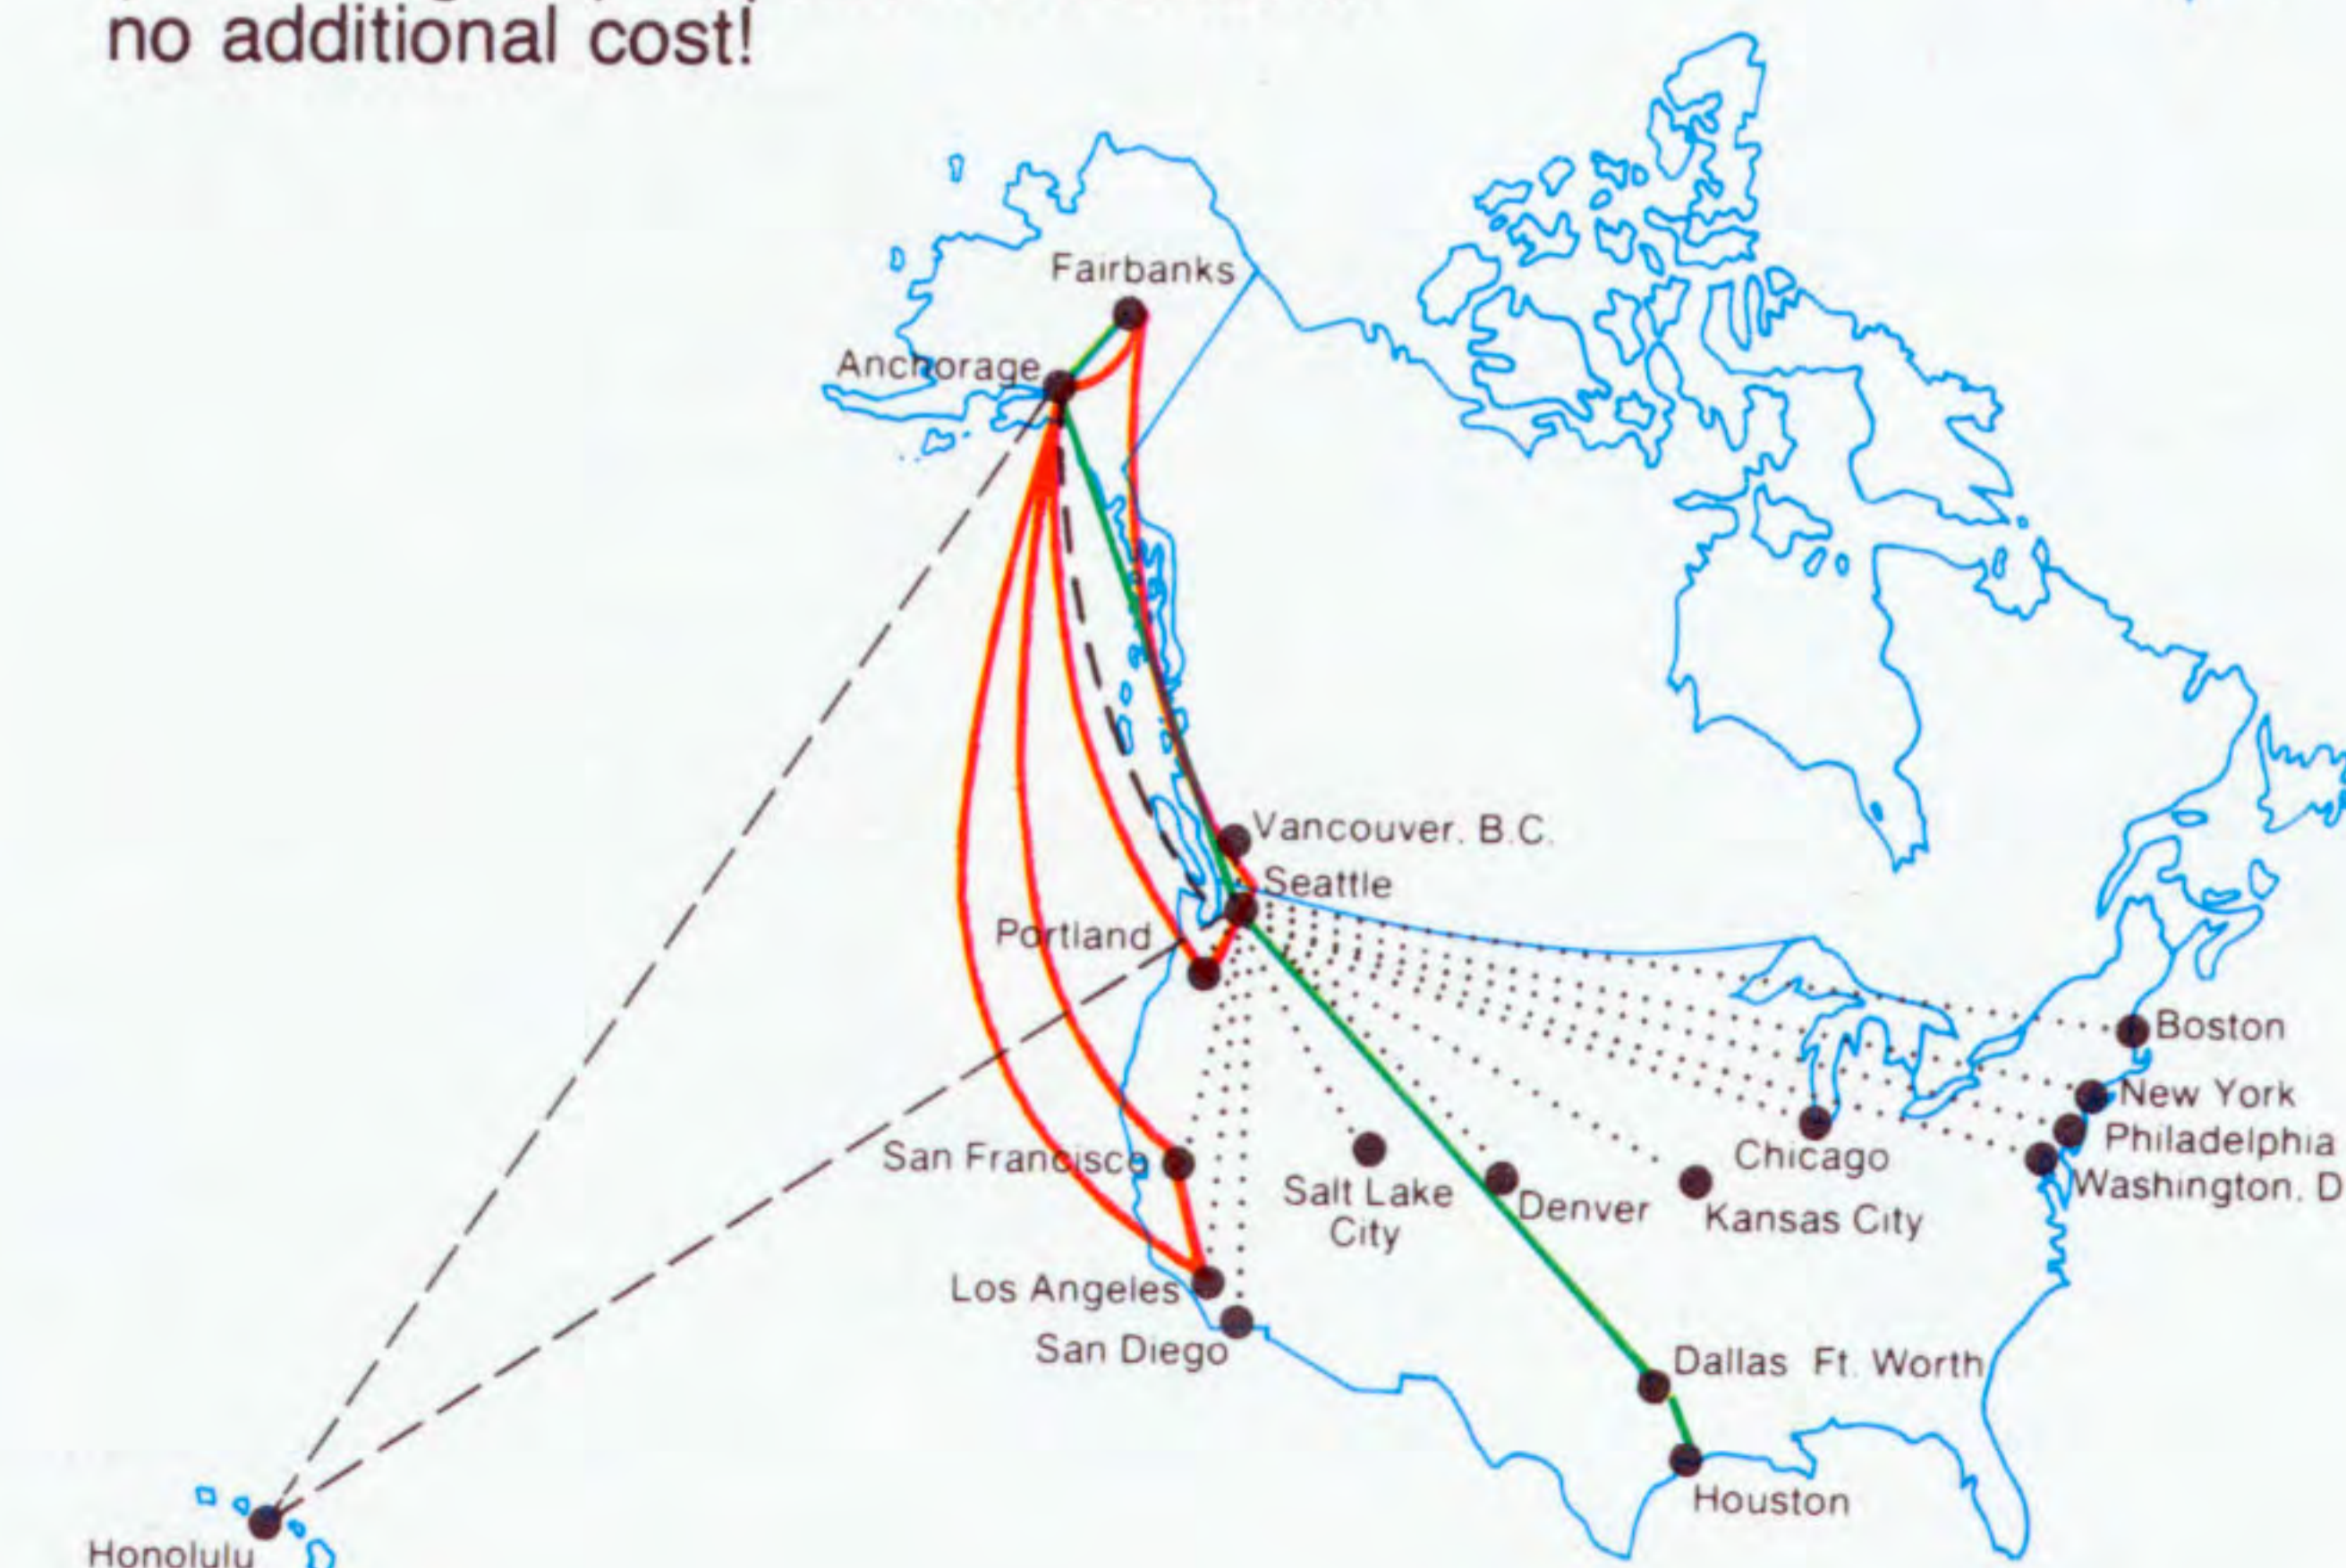 no additional cost!
Fairbanks
Anchorage
Vancouver, B.C.
Seattle
Portland
Boston
New York
Philadelphia
Washington, D
Chicago
San Francisco
Salt Lake
City
Denver
Kansas City
Los Angeles
San Diego
Dallas Ft. Worth
Houston
Honolulu